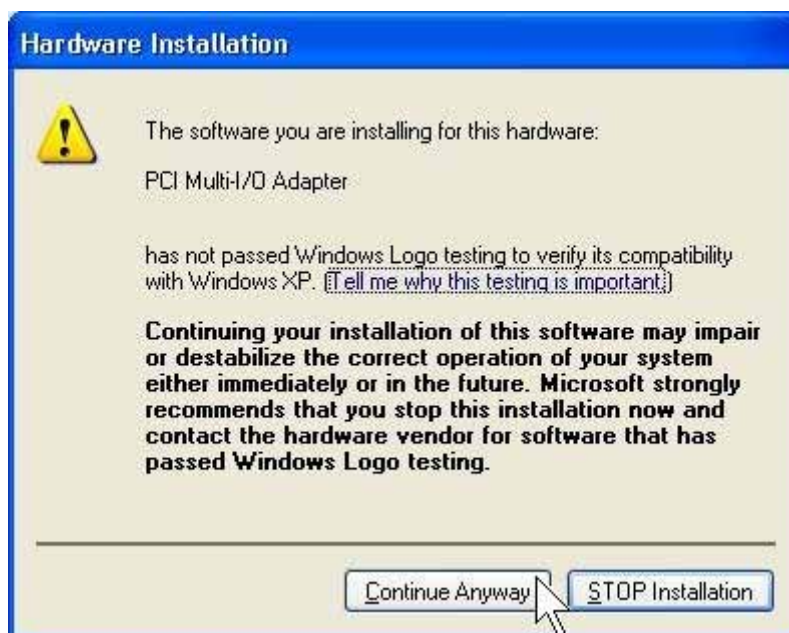 Hardware Installation
The software you are installing for this hardware:
PCI Multi-I/O Adapter
has not passed Windows Logo testing to verify its compatibility
with Windows XP. (Tell me why this testing is important.)
Continuing your installation of this software may impair
or destabilize the correct operation of your system
either immediately or in the future. Microsoft strongly
recommends that you stop this installation now and
contact the hardware vendor for software that has
passed Windows Logo testing.
Continue Anyway STOP Installation